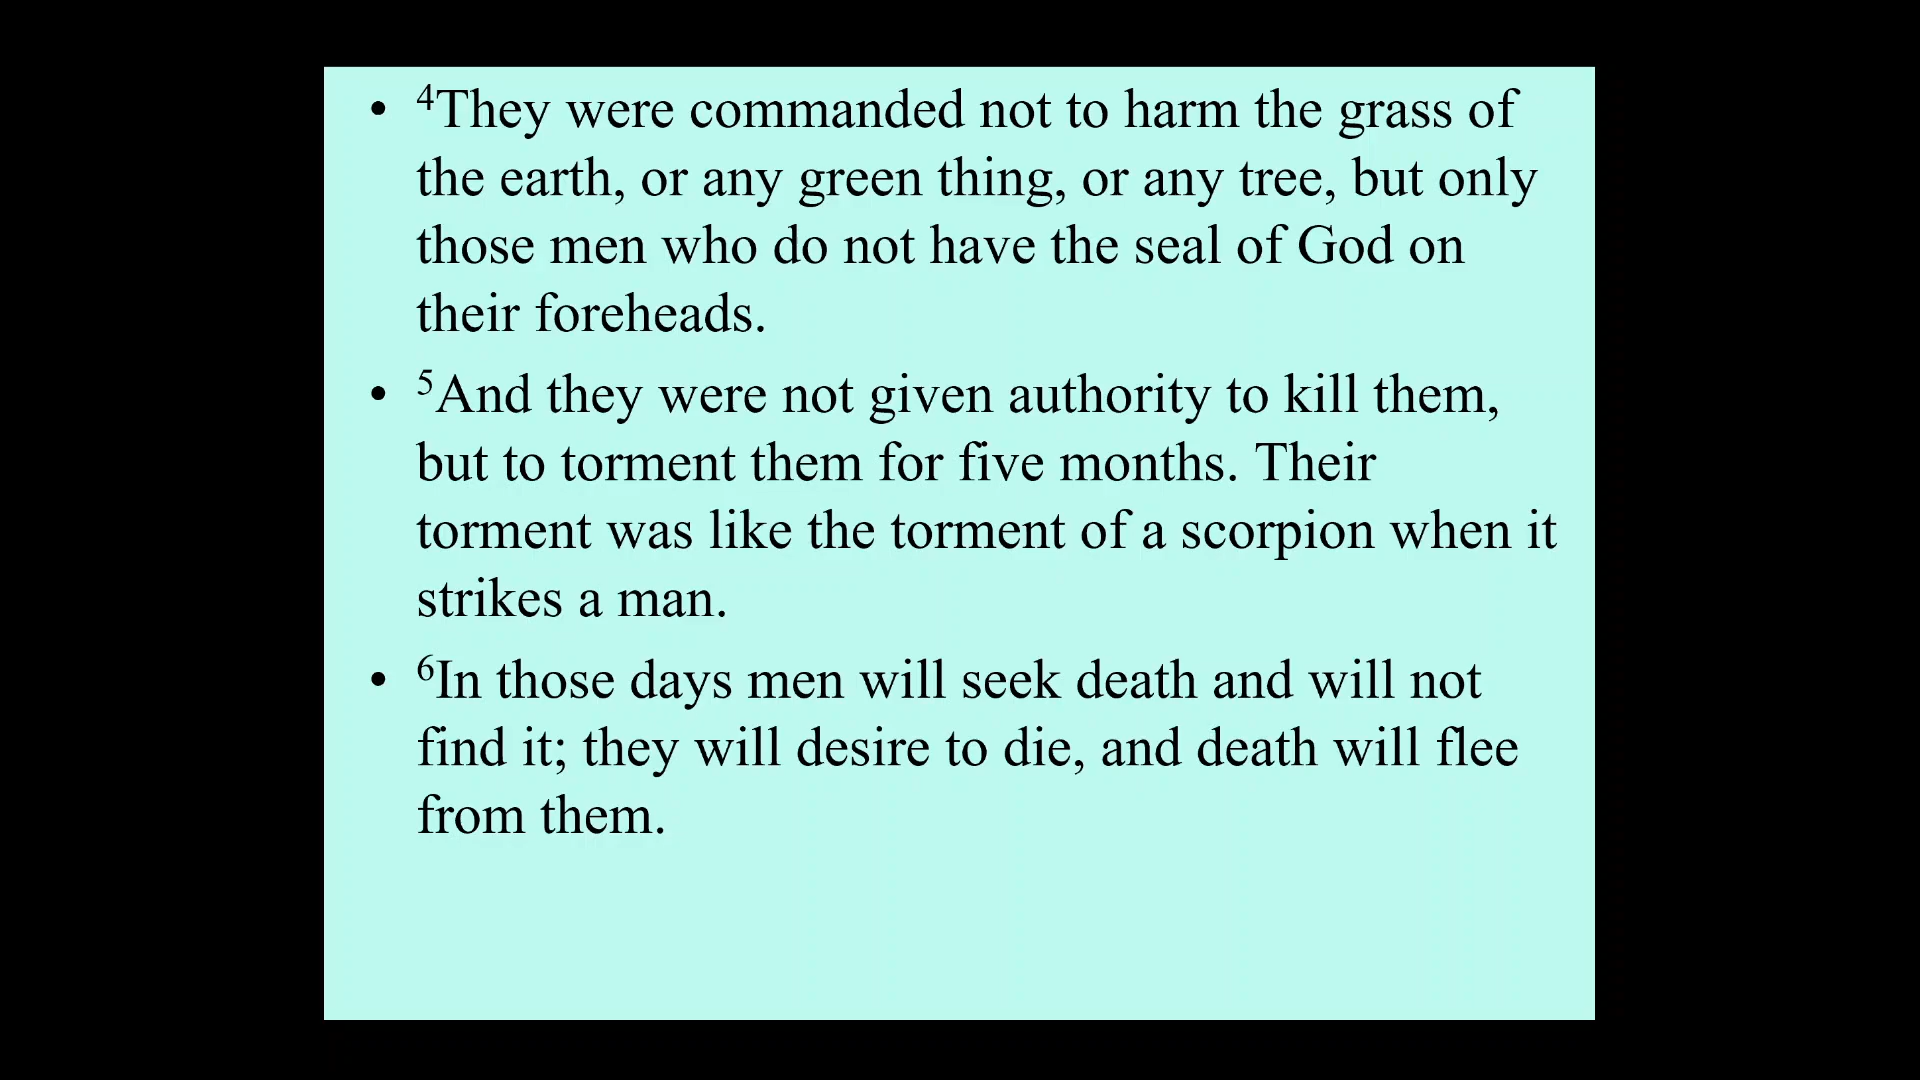 • ⁴They were commanded not to harm the grass of
the earth, or any green thing, or any tree, but only
those men who do not have the seal of God on
their foreheads.
• ⁵And they were not given authority to kill them,
but to torment them for five months. Their
torment was like the torment of a scorpion when it
strikes a man.
• ⁶In those days men will seek death and will not
find it; they will desire to die, and death will flee
from them.